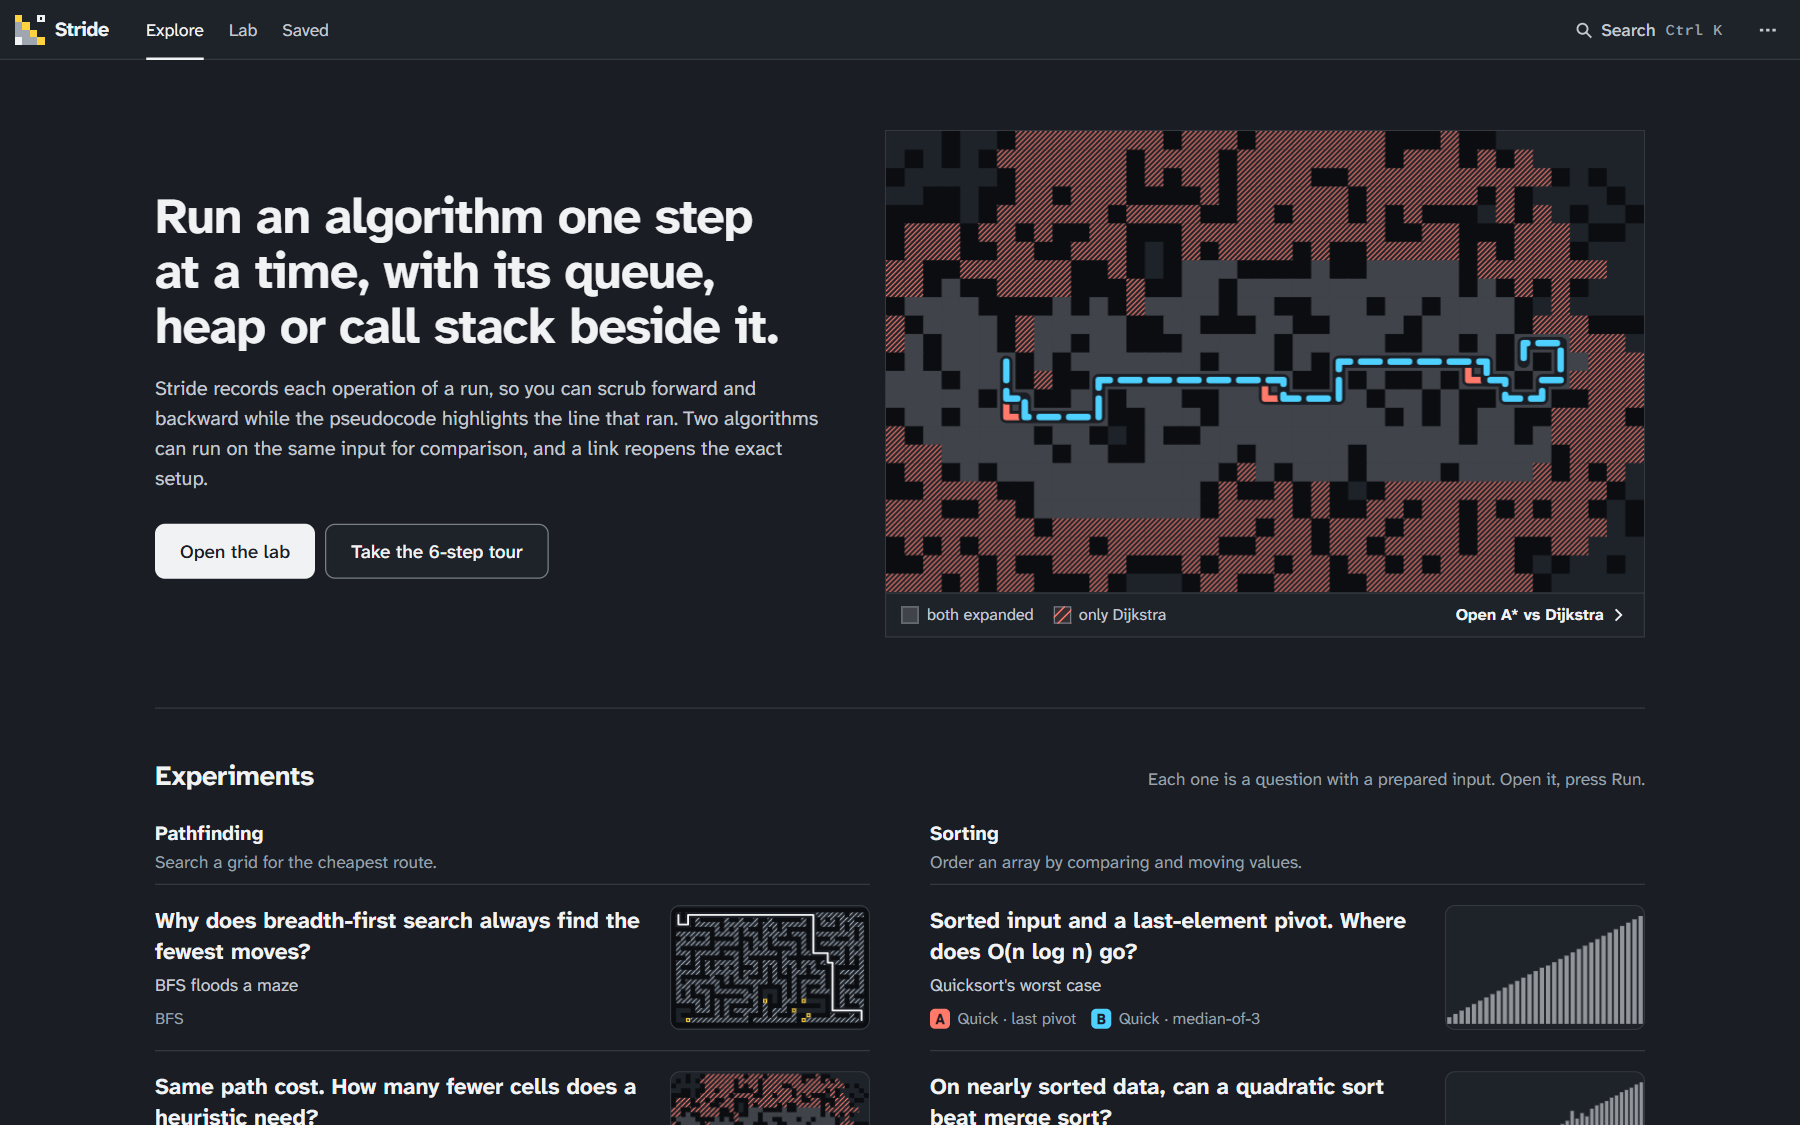 Stride
Explore
Lab
Saved
Search Ctrl K
Run an algorithm one step
at a time, with its queue,
heap or call stack beside it.
Stride records each operation of a run, so you can scrub forward and
backward while the pseudocode highlights the line that ran. Two algorithms
can run on the same input for comparison, and a link reopens the exact
setup.
Open the lab
Take the 6-step tour
both expanded
only Dijkstra
Open A* vs Dijkstra
Experiments
Each one is a question with a prepared input. Open it, press Run.
Pathfinding
Search a grid for the cheapest route.
Why does breadth-first search always find the
fewest moves?
BFS floods a maze
BFS
Same path cost. How many fewer cells does a
heuristic need?
Sorting
Order an array by comparing and moving values.
Sorted input and a last-element pivot. Where
does O(n log n) go?
Quicksort's worst case
A Quick · last pivot B Quick · median-of-3
On nearly sorted data, can a quadratic sort
beat merge sort?